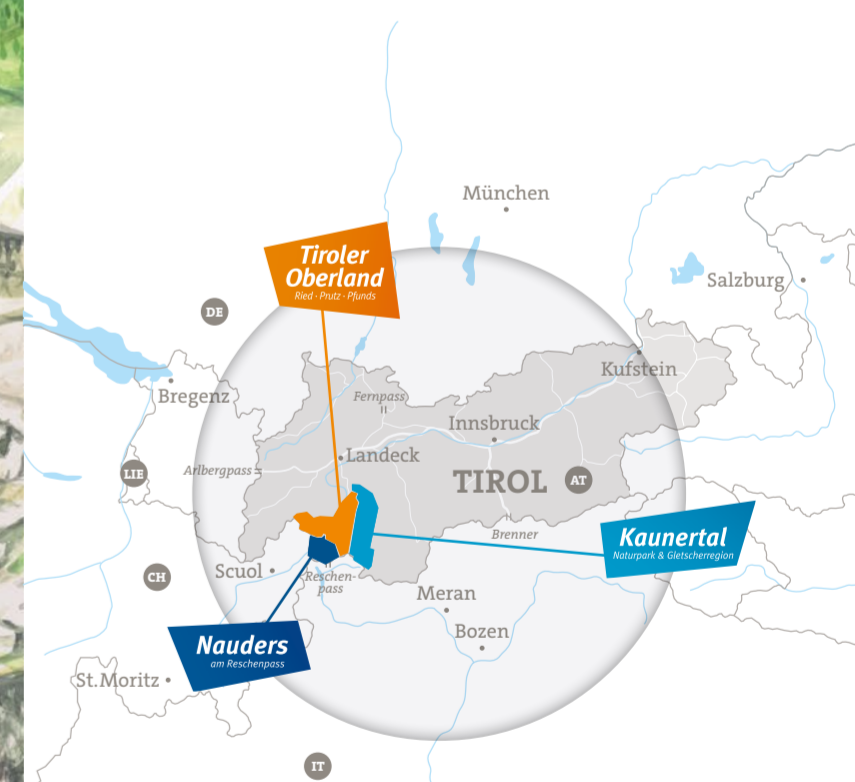 München
Tiroler
Oberland
Ried · Prutz · Pfunds
Salzburg
DE
Kufstein
Bregenz
Fernpass
Innsbruck
Landeck
Arlbergpass
LIE
TIROL
AT
Brenner
Kaunertal
Naturpark & Gletscherregion
CH
Scuol
Reschen-
pass
Meran
Bozen
Nauders
am Reschenpass
St.Moritz
IT